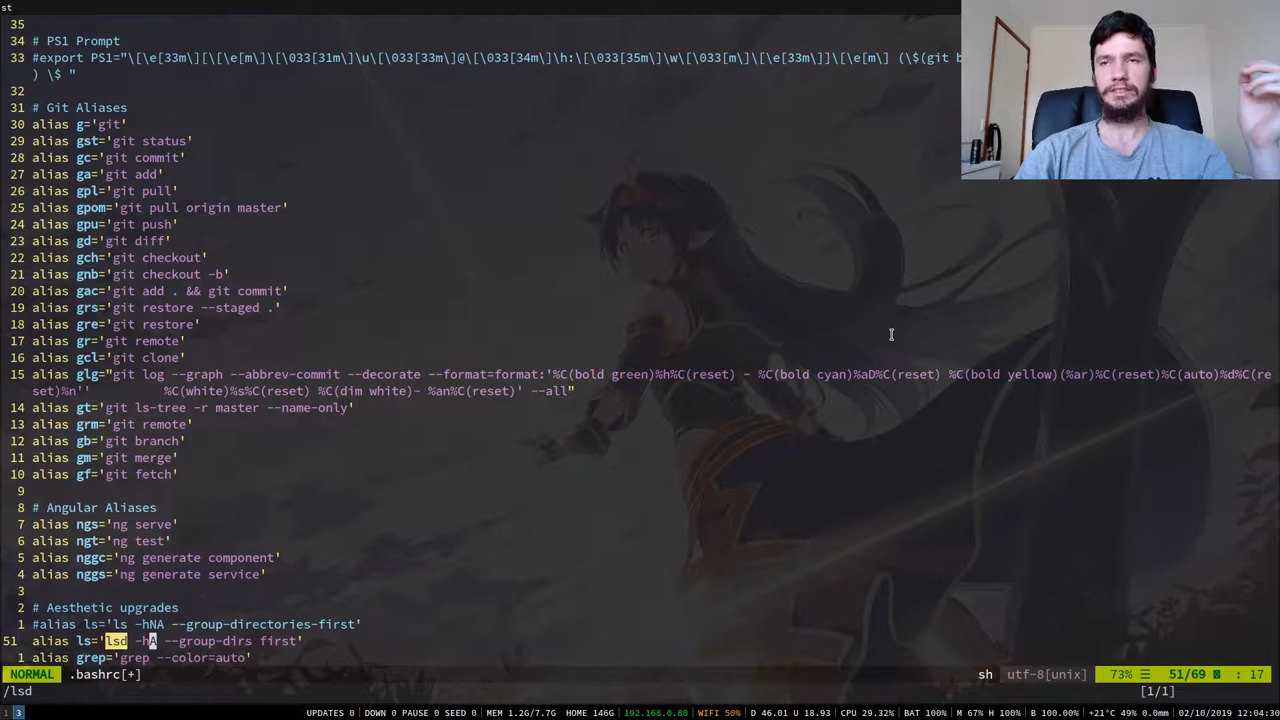 st
35
34 # PS1 Prompt
33 #export PS1="\[\e[33m\][\[\e[m\]\[\033[31m\]\u\[\033[33m\]@\[\033[34m\]\h:\[\033[35m\]\w\[\033[m\]\[\e[33m\]]\[\e[m\] (\$(git b
) \$ "
32
31 # Git Aliases
30 alias g='git'
29 alias gst='git status'
28 alias gc='git commit'
27 alias ga='git add'
26 alias gpl='git pull'
25 alias gpom='git pull origin master'
24 alias gpu='git push'
23 alias gd='git diff'
22 alias gch='git checkout'
21 alias gnb='git checkout -b'
20 alias gac='git add . && git commit'
19 alias grs='git restore --staged .'
18 alias gre='git restore'
17 alias gr='git remote'
16 alias gcl='git clone'
15 alias glg="git log --graph --abbrev-commit --decorate --format=format:'%C(bold green)%h%C(reset) - %C(bold cyan)%aD%C(reset) %C(bold yellow)(%ar)%C(reset)%C(auto)%d%C(re
set)%n'' %C(white)%s%C(reset) %C(dim white)- %an%C(reset)' --all"
14 alias gt='git ls-tree -r master --name-only'
13 alias grm='git remote'
12 alias gb='git branch'
11 alias gm='git merge'
10 alias gf='git fetch'
9
8 # Angular Aliases
7 alias ngs='ng serve'
6 alias ngt='ng test'
5 alias nggc='ng generate component'
4 alias nggs='ng generate service'
3
2 # Aesthetic upgrades
1 #alias ls='ls -hNA --group-directories-first'
51 alias ls='lsd -hA --group-dirs first'
1 alias grep='grep --color=auto'
NORMAL .bashrc[+] sh utf-8[unix] 73% ☰ 51/69 : 17
/lsd [1/1]
1 3 UPDATES 0 DOWN 0 PAUSE 0 SEED 0 MEM 1.2G/7.7G HOME 146G 192.168.0.80 WIFI 50% D 46.01 U 18.93 CPU 29.32% BAT 100% M 67% H 100% B 100.00% +21°C 49% 0.0mm 02/10/2019 12:04:30